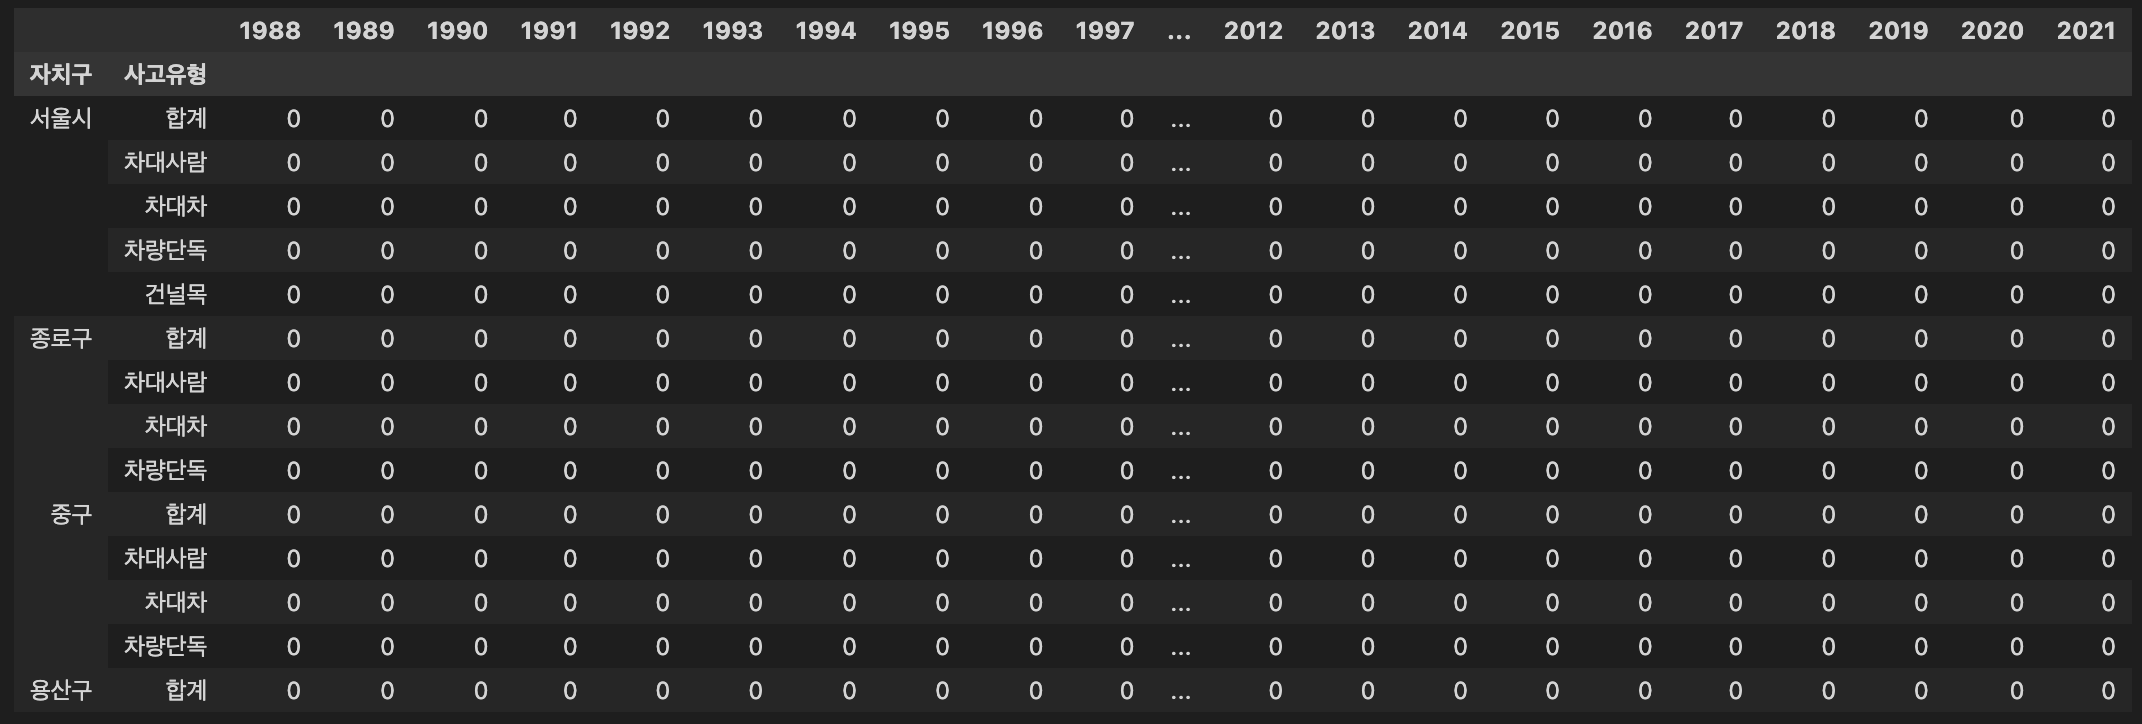 1988 1989 1990 1991 1992 1993 1994 1995 1996 1997 ... 2012 2013 2014 2015 2016 2017 2018 2019 2020 2021
자치구 사고유형
서울시 합계 0 0 0 0 0 0 0 0 0 0 ... 0 0 0 0 0 0 0 0 0 0
차대사람 0 0 0 0 0 0 0 0 0 0 ... 0 0 0 0 0 0 0 0 0 0
차대차 0 0 0 0 0 0 0 0 0 0 ... 0 0 0 0 0 0 0 0 0 0
차량단독 0 0 0 0 0 0 0 0 0 0 ... 0 0 0 0 0 0 0 0 0 0
건널목 0 0 0 0 0 0 0 0 0 0 ... 0 0 0 0 0 0 0 0 0 0
종로구 합계 0 0 0 0 0 0 0 0 0 0 ... 0 0 0 0 0 0 0 0 0 0
차대사람 0 0 0 0 0 0 0 0 0 0 ... 0 0 0 0 0 0 0 0 0 0
차대차 0 0 0 0 0 0 0 0 0 0 ... 0 0 0 0 0 0 0 0 0 0
차량단독 0 0 0 0 0 0 0 0 0 0 ... 0 0 0 0 0 0 0 0 0 0
중구 합계 0 0 0 0 0 0 0 0 0 0 ... 0 0 0 0 0 0 0 0 0 0
차대사람 0 0 0 0 0 0 0 0 0 0 ... 0 0 0 0 0 0 0 0 0 0
차대차 0 0 0 0 0 0 0 0 0 0 ... 0 0 0 0 0 0 0 0 0 0
차량단독 0 0 0 0 0 0 0 0 0 0 ... 0 0 0 0 0 0 0 0 0 0
용산구 합계 0 0 0 0 0 0 0 0 0 0 ... 0 0 0 0 0 0 0 0 0 0